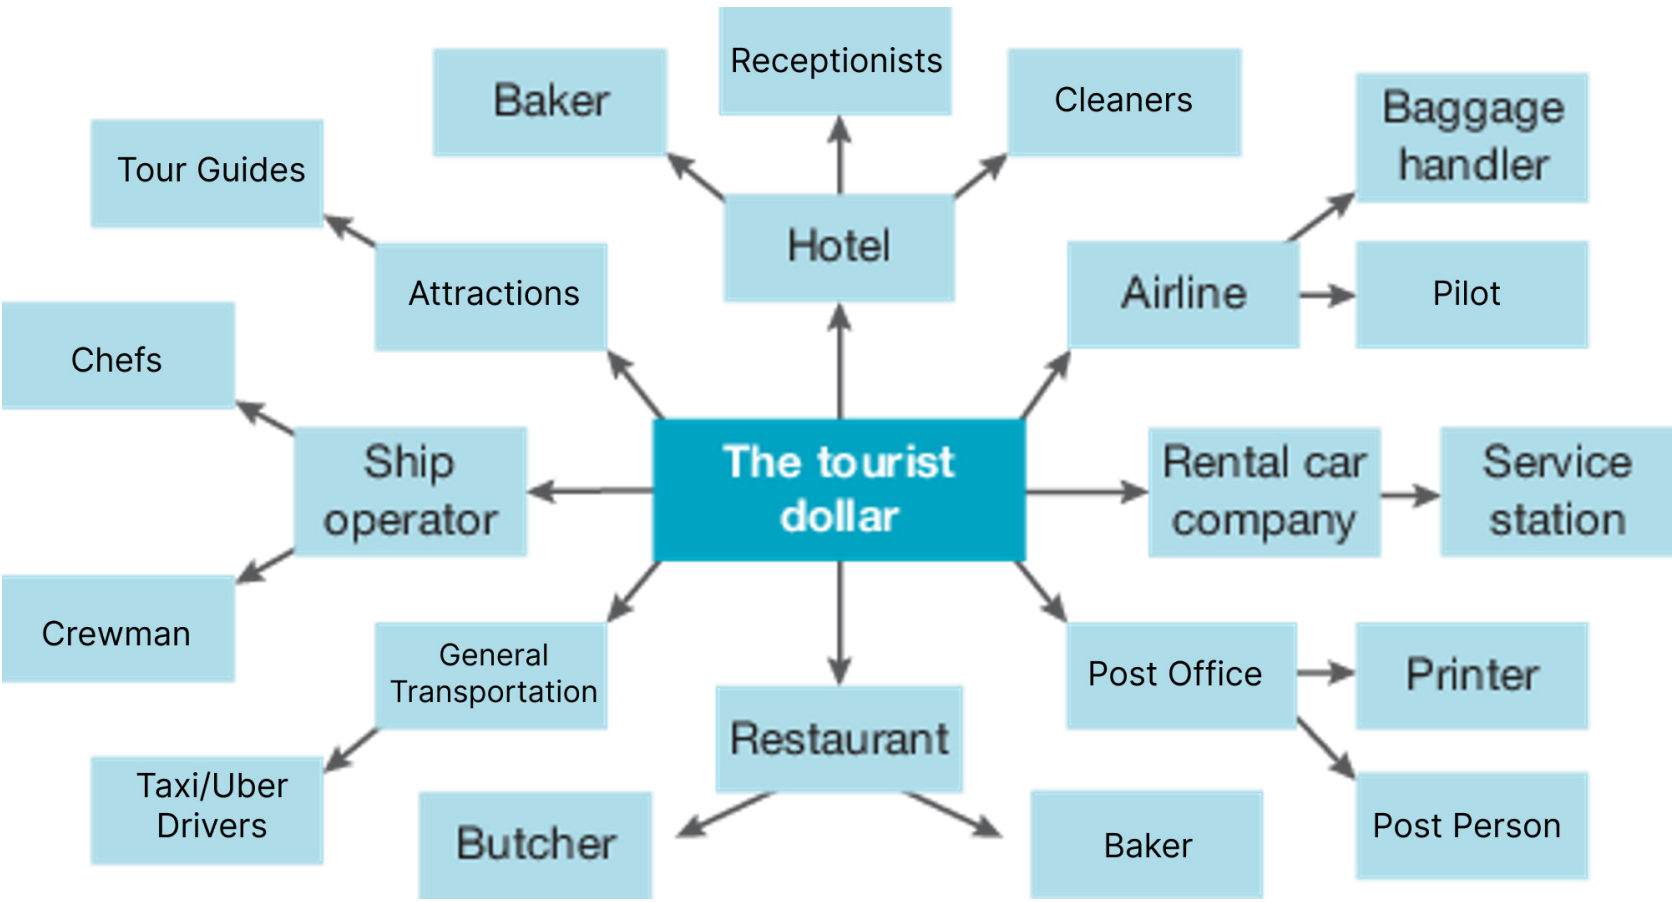 Receptionists
Baker
Cleaners
Baggage
handler
Tour Guides
Hotel
Attractions
Airline
Pilot
Chefs
Ship
operator
The tourist
dollar
Rental car
company
Service
station
Crewman
General
Transportation
Post Office
Printer
Restaurant
Taxi/Uber
Drivers
Butcher
Baker
Post Person